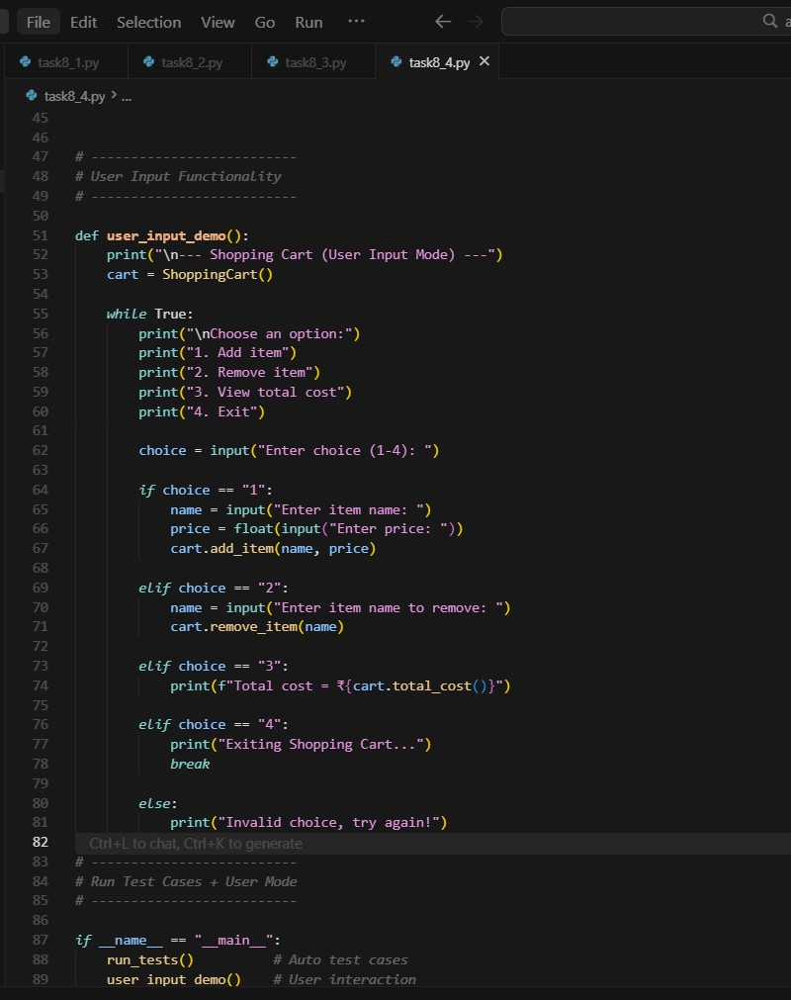 File Edit Selection View Go Run ··· ← → a
task8_1.py task8_2.py task8_3.py task8_4.py ×
task8_4.py > ...
45
46
47 # --------------------------
48 # User Input Functionality
49 # --------------------------
50
51 def user_input_demo():
52     print("\n--- Shopping Cart (User Input Mode) ---")
53     cart = ShoppingCart()
54
55     while True:
56         print("\nChoose an option:")
57         print("1. Add item")
58         print("2. Remove item")
59         print("3. View total cost")
60         print("4. Exit")
61
62         choice = input("Enter choice (1-4): ")
63
64         if choice == "1":
65             name = input("Enter item name: ")
66             price = float(input("Enter price: "))
67             cart.add_item(name, price)
68
69         elif choice == "2":
70             name = input("Enter item name to remove: ")
71             cart.remove_item(name)
72
73         elif choice == "3":
74             print(f"Total cost = ₹{cart.total_cost()}")
75
76         elif choice == "4":
77             print("Exiting Shopping Cart...")
78             break
79
80         else:
81             print("Invalid choice, try again!")
82 Ctrl+L to chat, Ctrl+K to generate
83 # --------------------------
84 # Run Test Cases + User Mode
85 # --------------------------
86
87 if __name__ == "__main__":
88     run_tests()          # Auto test cases
89     user_input_demo()    # User interaction